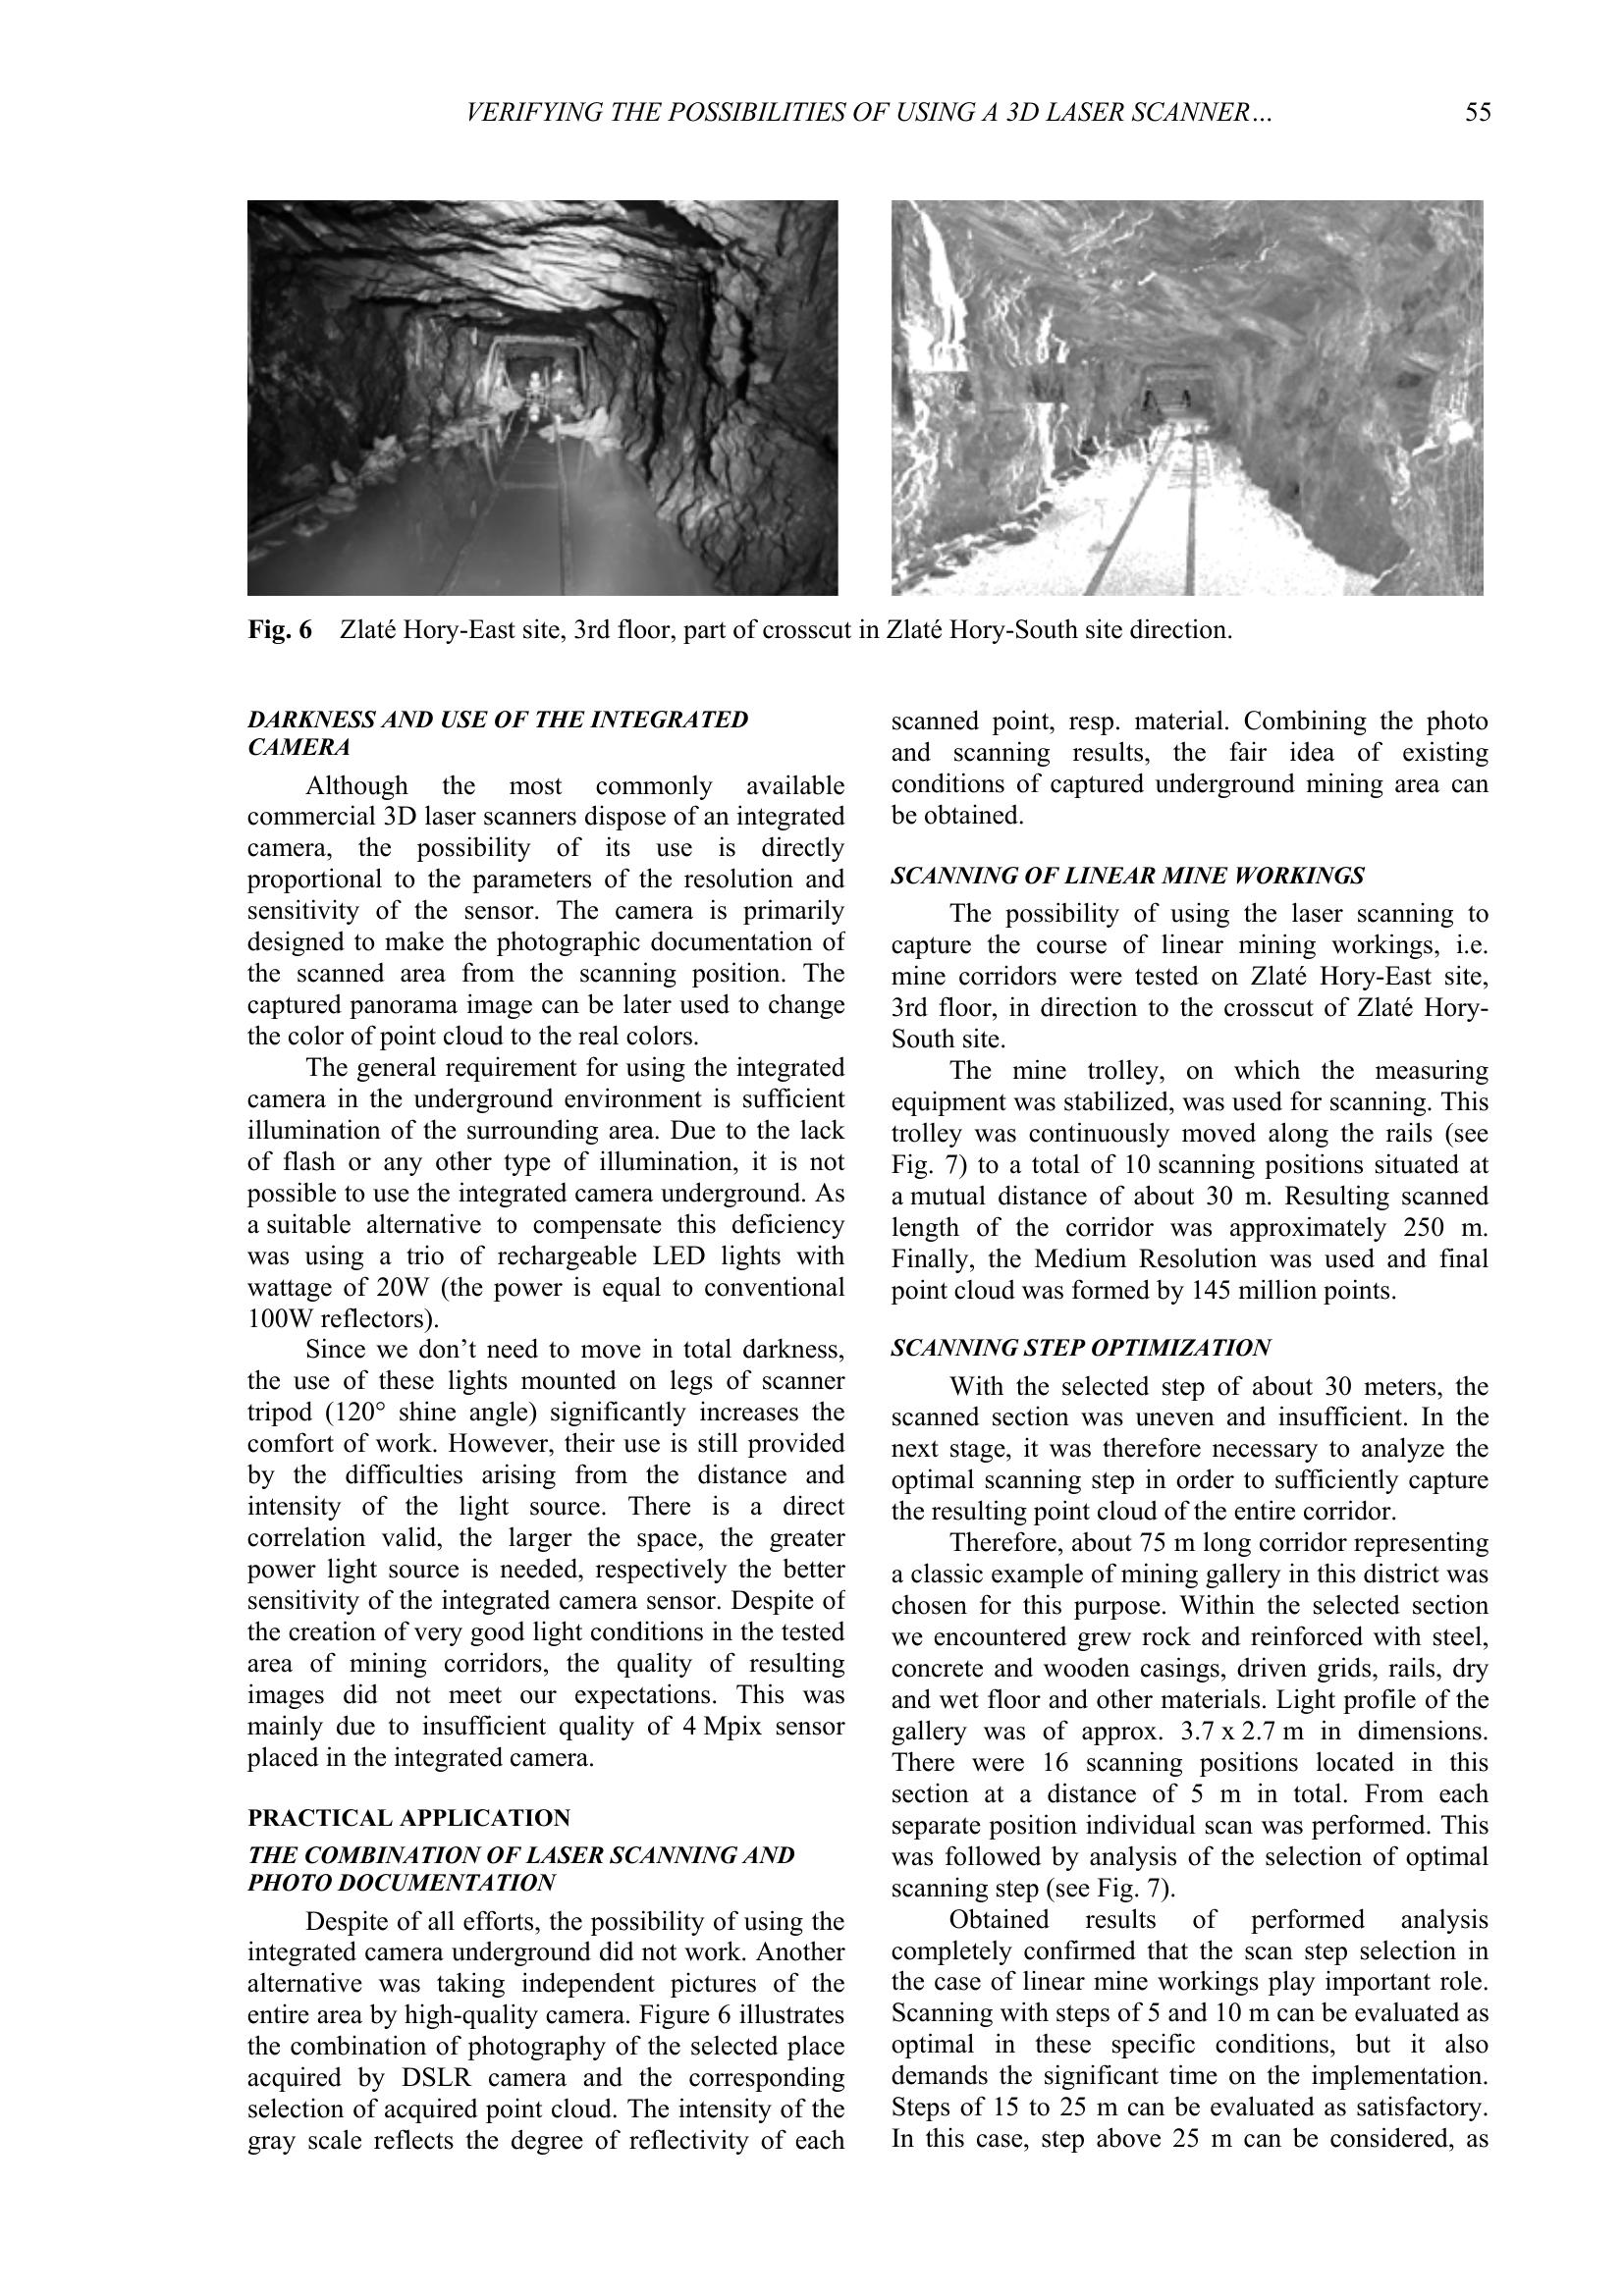 VERIFYING THE POSSIBILITIES OF USING A 3D LASER SCANNER… 55
Fig. 6 Zlaté Hory-East site, 3rd floor, part of crosscut in Zlaté Hory-South site direction.
DARKNESS AND USE OF THE INTEGRATED
CAMERA
Although the most commonly available
commercial 3D laser scanners dispose of an integrated
camera, the possibility of its use is directly
proportional to the parameters of the resolution and
sensitivity of the sensor. The camera is primarily
designed to make the photographic documentation of
the scanned area from the scanning position. The
captured panorama image can be later used to change
the color of point cloud to the real colors.
The general requirement for using the integrated
camera in the underground environment is sufficient
illumination of the surrounding area. Due to the lack
of flash or any other type of illumination, it is not
possible to use the integrated camera underground. As
a suitable alternative to compensate this deficiency
was using a trio of rechargeable LED lights with
wattage of 20W (the power is equal to conventional
100W reflectors).
Since we don’t need to move in total darkness,
the use of these lights mounted on legs of scanner
tripod (120° shine angle) significantly increases the
comfort of work. However, their use is still provided
by the difficulties arising from the distance and
intensity of the light source. There is a direct
correlation valid, the larger the space, the greater
power light source is needed, respectively the better
sensitivity of the integrated camera sensor. Despite of
the creation of very good light conditions in the tested
area of mining corridors, the quality of resulting
images did not meet our expectations. This was
mainly due to insufficient quality of 4 Mpix sensor
placed in the integrated camera.
PRACTICAL APPLICATION
THE COMBINATION OF LASER SCANNING AND
PHOTO DOCUMENTATION
Despite of all efforts, the possibility of using the
integrated camera underground did not work. Another
alternative was taking independent pictures of the
entire area by high-quality camera. Figure 6 illustrates
the combination of photography of the selected place
acquired by DSLR camera and the corresponding
selection of acquired point cloud. The intensity of the
gray scale reflects the degree of reflectivity of each
scanned point, resp. material. Combining the photo
and scanning results, the fair idea of existing
conditions of captured underground mining area can
be obtained.
SCANNING OF LINEAR MINE WORKINGS
The possibility of using the laser scanning to
capture the course of linear mining workings, i.e.
mine corridors were tested on Zlaté Hory-East site,
3rd floor, in direction to the crosscut of Zlaté Hory-
South site.
The mine trolley, on which the measuring
equipment was stabilized, was used for scanning. This
trolley was continuously moved along the rails (see
Fig. 7) to a total of 10 scanning positions situated at
a mutual distance of about 30 m. Resulting scanned
length of the corridor was approximately 250 m.
Finally, the Medium Resolution was used and final
point cloud was formed by 145 million points.
SCANNING STEP OPTIMIZATION
With the selected step of about 30 meters, the
scanned section was uneven and insufficient. In the
next stage, it was therefore necessary to analyze the
optimal scanning step in order to sufficiently capture
the resulting point cloud of the entire corridor.
Therefore, about 75 m long corridor representing
a classic example of mining gallery in this district was
chosen for this purpose. Within the selected section
we encountered grew rock and reinforced with steel,
concrete and wooden casings, driven grids, rails, dry
and wet floor and other materials. Light profile of the
gallery was of approx. 3.7 x 2.7 m in dimensions.
There were 16 scanning positions located in this
section at a distance of 5 m in total. From each
separate position individual scan was performed. This
was followed by analysis of the selection of optimal
scanning step (see Fig. 7).
Obtained results of performed analysis
completely confirmed that the scan step selection in
the case of linear mine workings play important role.
Scanning with steps of 5 and 10 m can be evaluated as
optimal in these specific conditions, but it also
demands the significant time on the implementation.
Steps of 15 to 25 m can be evaluated as satisfactory.
In this case, step above 25 m can be considered, as